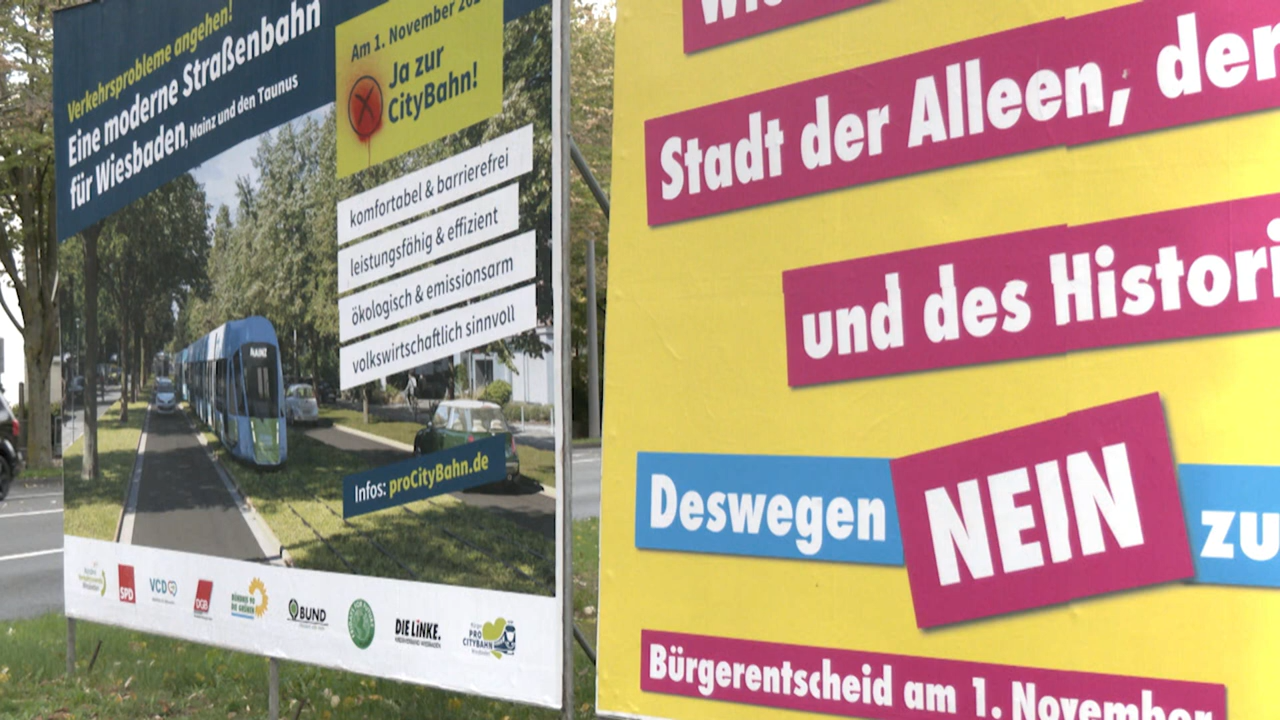 Verkehrsprobleme angehen!
Eine moderne Straßenbahn
für Wiesbaden, Mainz und den Taunus
Am 1. November
Ja zur
CityBahn!
komfortabel & barrierefrei
leistungsfähig & effizient
ökologisch & emissionsarm
volkswirtschaftlich sinnvoll
MAINZ
Infos: proCityBahn.de
SPD
VCD
DGB
BÜNDNIS 90
DIE GRÜNEN
BUND
DIE LINKE.
PRO
CITYBAHN
Stadt der Alleen, der
und des Histori
Deswegen NEIN zu
Bürgerentscheid am 1. November